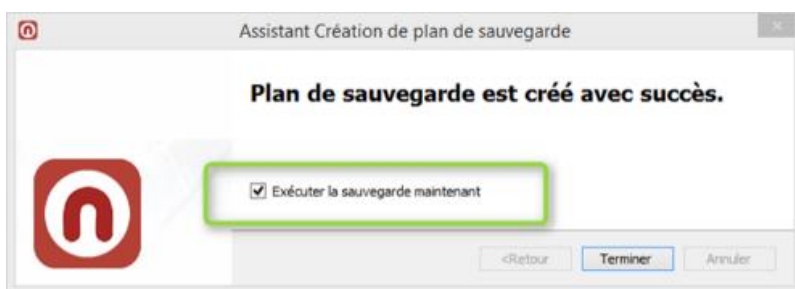 Assistant Création de plan de sauvegarde
Plan de sauvegarde est créé avec succès.
Exécuter la sauvegarde maintenant
<Retour Terminer Annuler